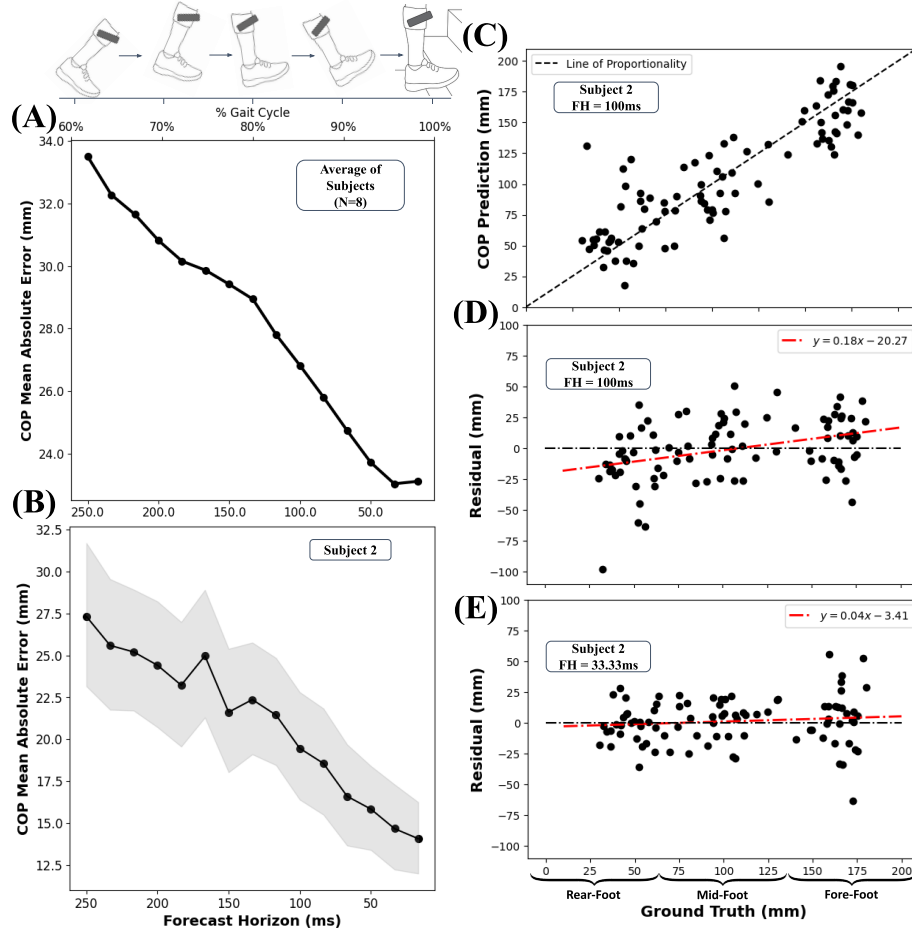 (A)
% Gait Cycle
60% 70% 80% 90% 100%
34.0
32.0
30.0
28.0
26.0
24.0
COP Mean Absolute Error (mm)
Average of
Subjects
(N=8)
250.0 200.0 150.0 100.0 50.0
(B)
32.5
30.0
27.5
25.0
22.5
20.0
17.5
15.0
12.5
COP Mean Absolute Error (mm)
Subject 2
250 200 150 100 50
Forecast Horizon (ms)
(C)
200
175
150
125
100
75
50
25
0
COP Prediction (mm)
Line of Proportionality
Subject 2
FH = 100ms
(D)
100
75
50
25
0
−25
−50
−75
−100
Residual (mm)
y = 0.18x − 20.27
Subject 2
FH = 100ms
(E)
100
75
50
25
0
−25
−50
−75
−100
Residual (mm)
y = 0.04x − 3.41
Subject 2
FH = 33.33ms
0 25 50 75 100 125 150 175 200
Rear-Foot Mid-Foot Fore-Foot
Ground Truth (mm)